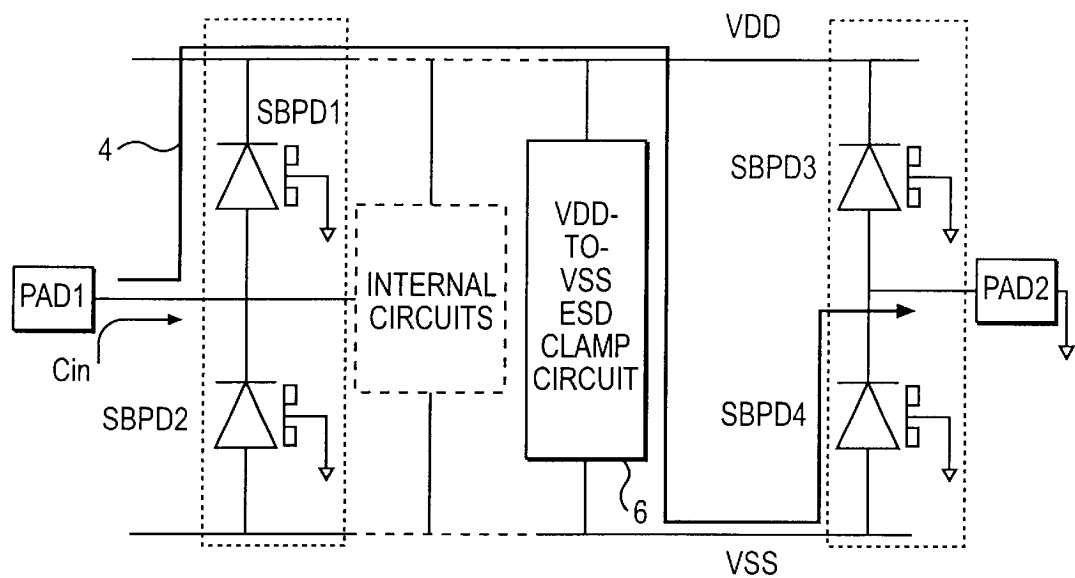 VDD
SBPD1
4
SBPD3
PAD1
INTERNAL
CIRCUITS
VDD-
TO-
VSS
ESD
CLAMP
CIRCUIT
PAD2
Cin
SBPD2
SBPD4
6
VSS